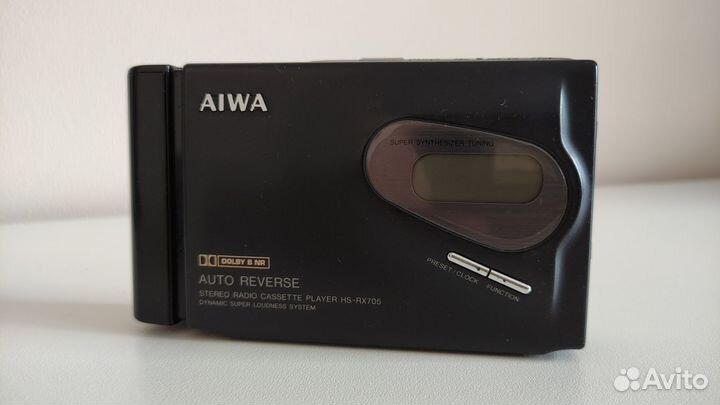 AIWA
SUPER SYNTHESIZER TUNING
DOLBY B NR
AUTO REVERSE
STEREO RADIO CASSETTE PLAYER HS-RX705
DYNAMIC SUPER LOUDNESS SYSTEM
PRESET/CLOCK
FUNCTION
Avito